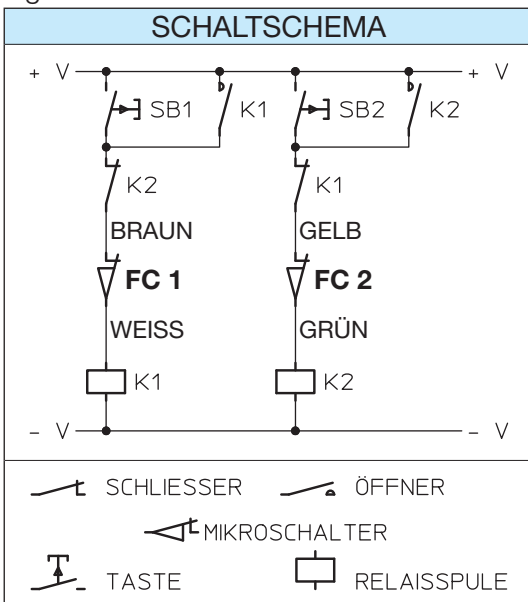 SCHALTSCHEMA
+ V + V
SB1 K1 SB2 K2
K2 K1
BRAUN GELB
FC 1 FC 2
WEISS GRÜN
K1 K2
– V – V
SCHLIESSER ÖFFNER
MIKROSCHALTER
TASTE RELAISSPULE